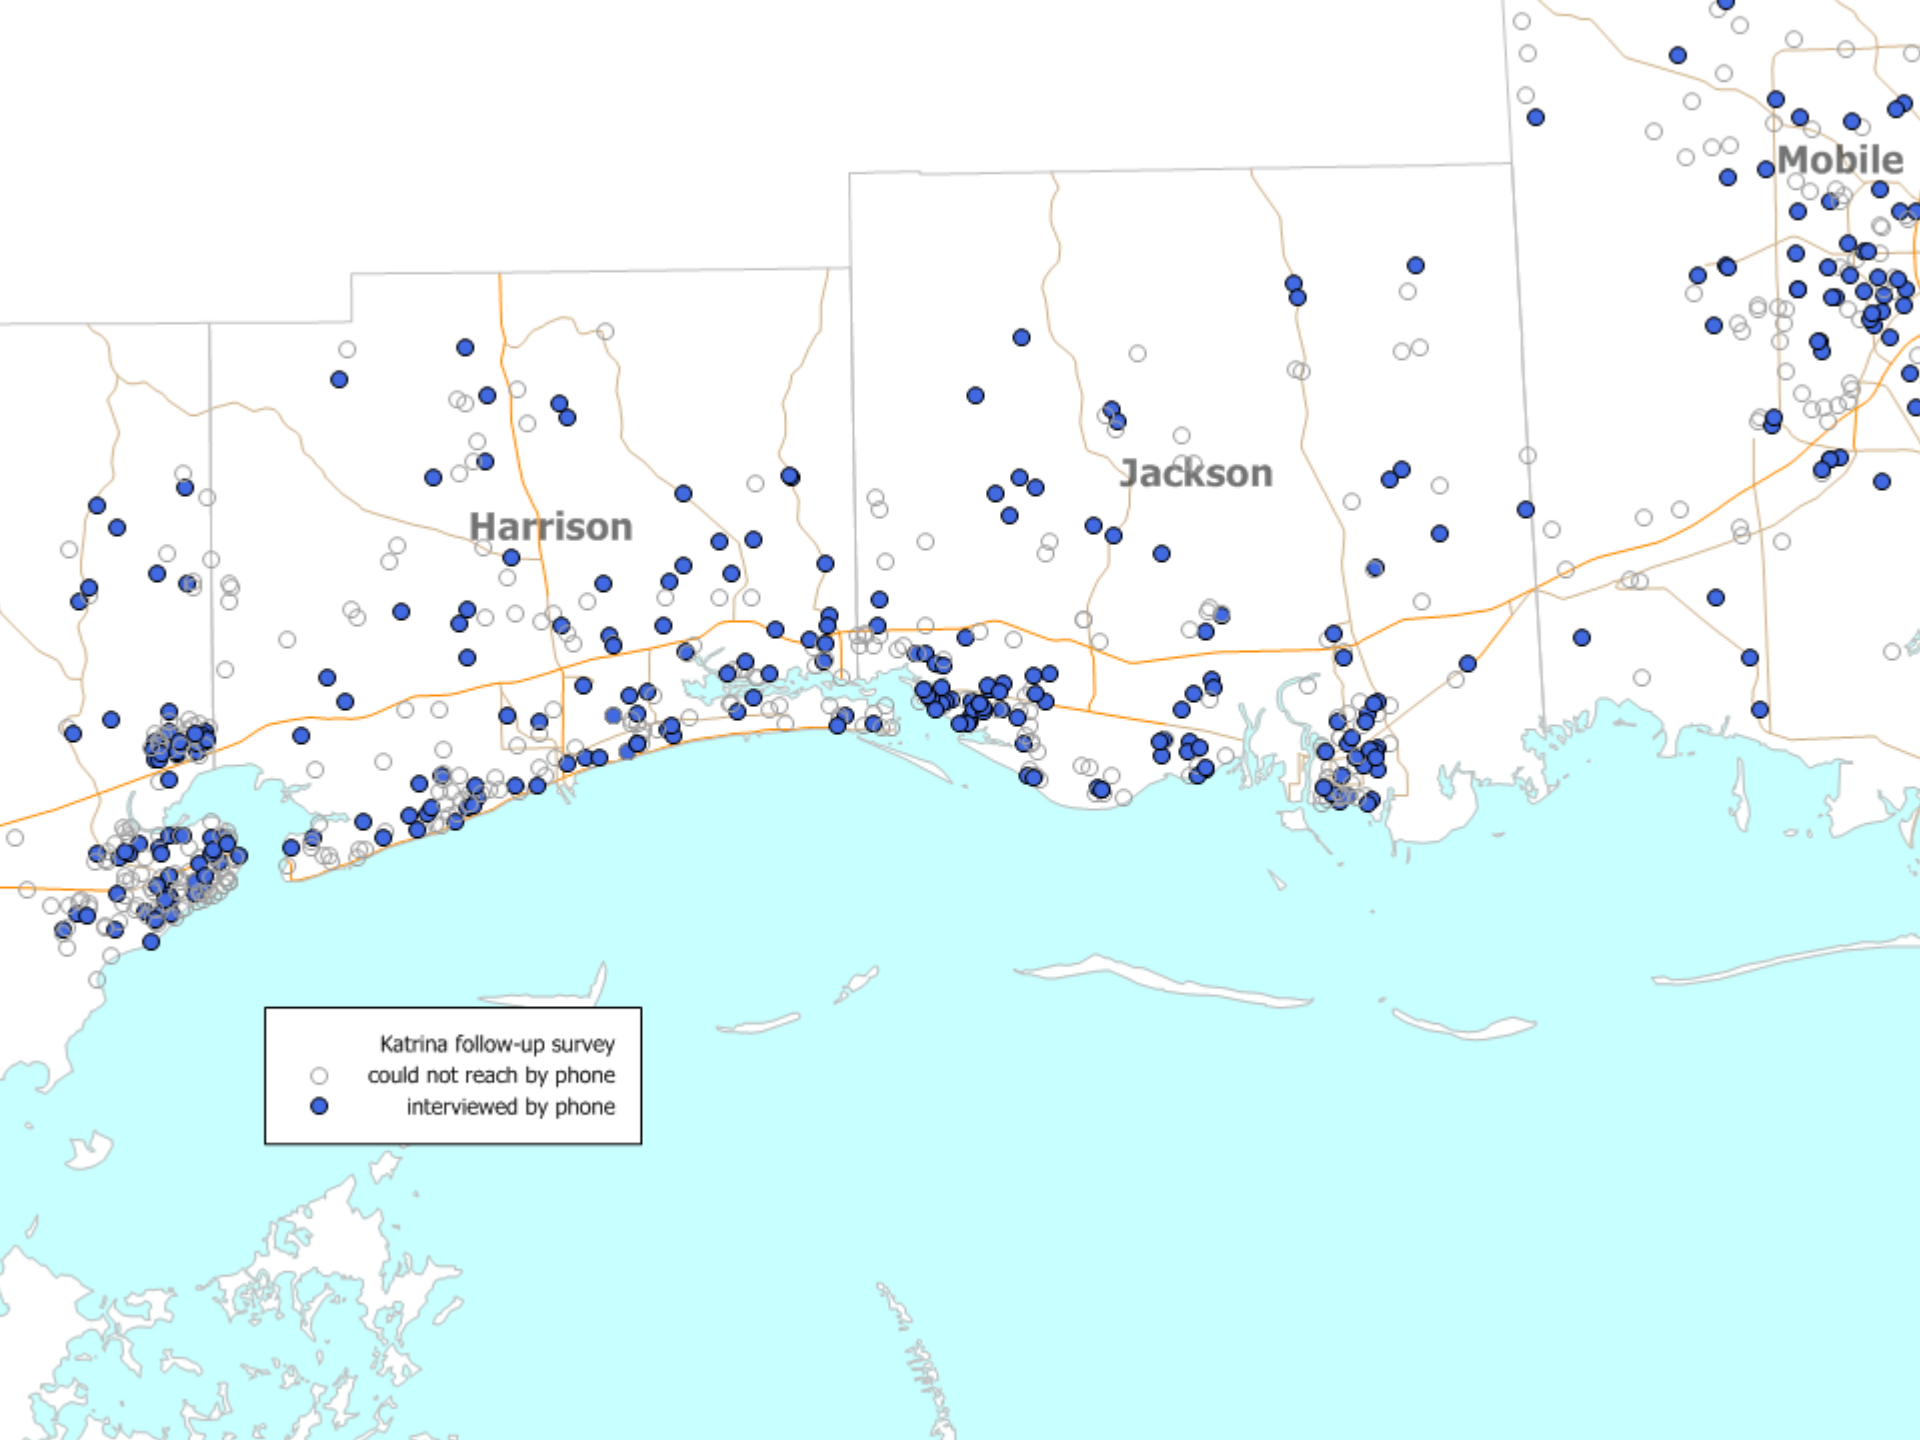 Mobile
Jackson
Harrison
Katrina follow-up survey
could not reach by phone
interviewed by phone